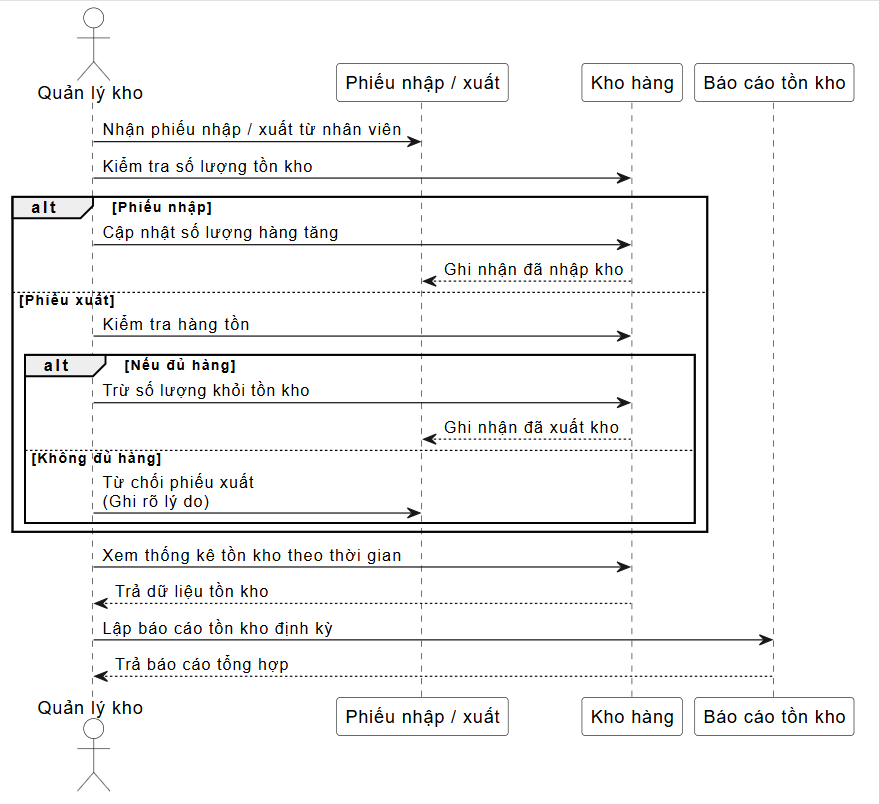 Quản lý kho
Phiếu nhập / xuất
Kho hàng
Báo cáo tồn kho
Nhận phiếu nhập / xuất từ nhân viên
Kiểm tra số lượng tồn kho
alt
[Phiếu nhập]
Cập nhật số lượng hàng tăng
Ghi nhận đã nhập kho
[Phiếu xuất]
Kiểm tra hàng tồn
alt
[Nếu đủ hàng]
Trừ số lượng khỏi tồn kho
Ghi nhận đã xuất kho
[Không đủ hàng]
Từ chối phiếu xuất
(Ghi rõ lý do)
Xem thống kê tồn kho theo thời gian
Trả dữ liệu tồn kho
Lập báo cáo tồn kho định kỳ
Trả báo cáo tổng hợp
Quản lý kho
Phiếu nhập / xuất
Kho hàng
Báo cáo tồn kho